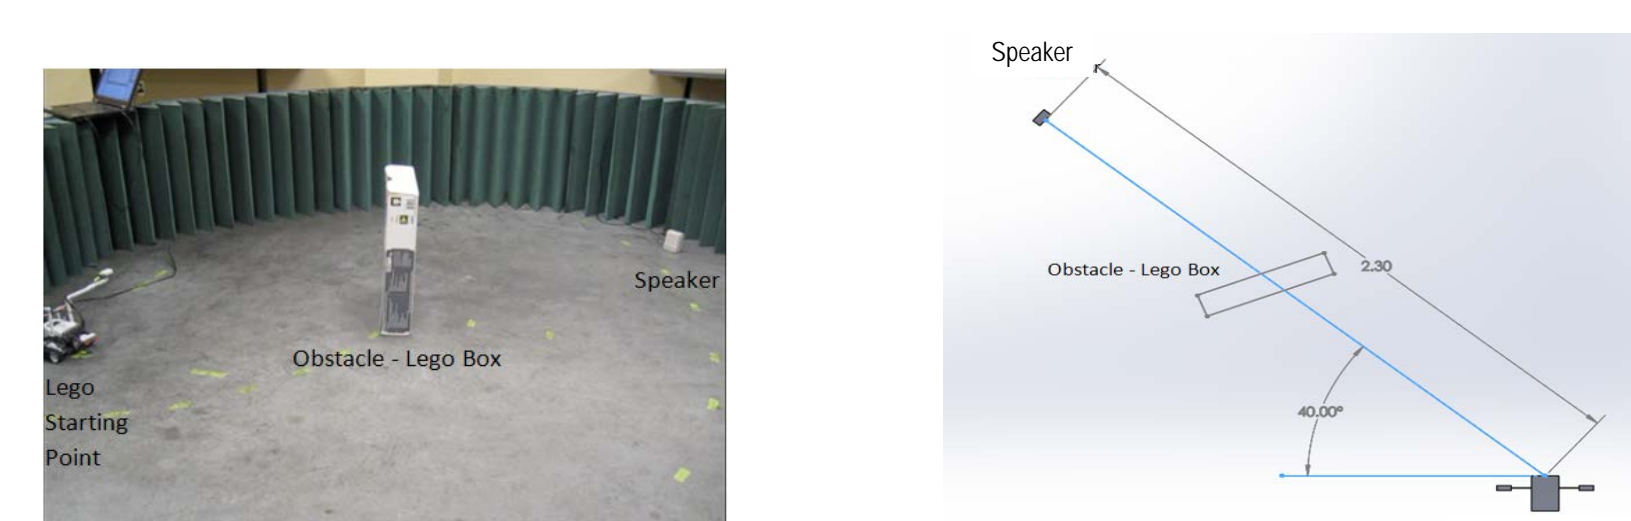 Speaker
Obstacle - Lego Box
Lego
Starting
Point
Speaker
r
Obstacle - Lego Box
2.30
40.00°